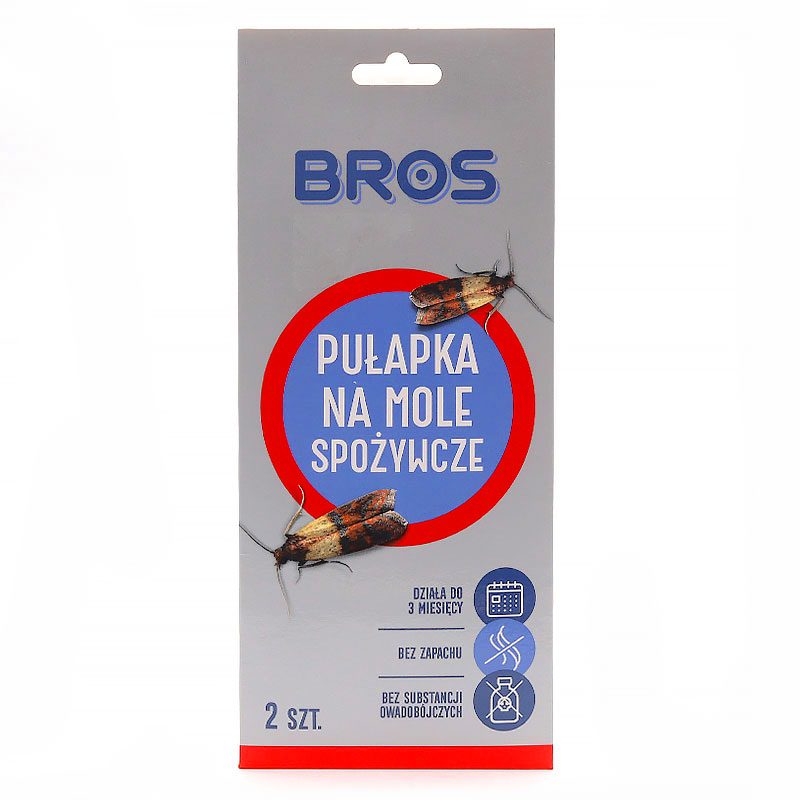 BROS
PUŁAPKA
NA MOLE
SPOŻYWCZE
DZIAŁA DO
3 MIESIĘCY
BEZ ZAPACHU
BEZ SUBSTANCJI
OWADOBÓJCZYCH
2 SZT.